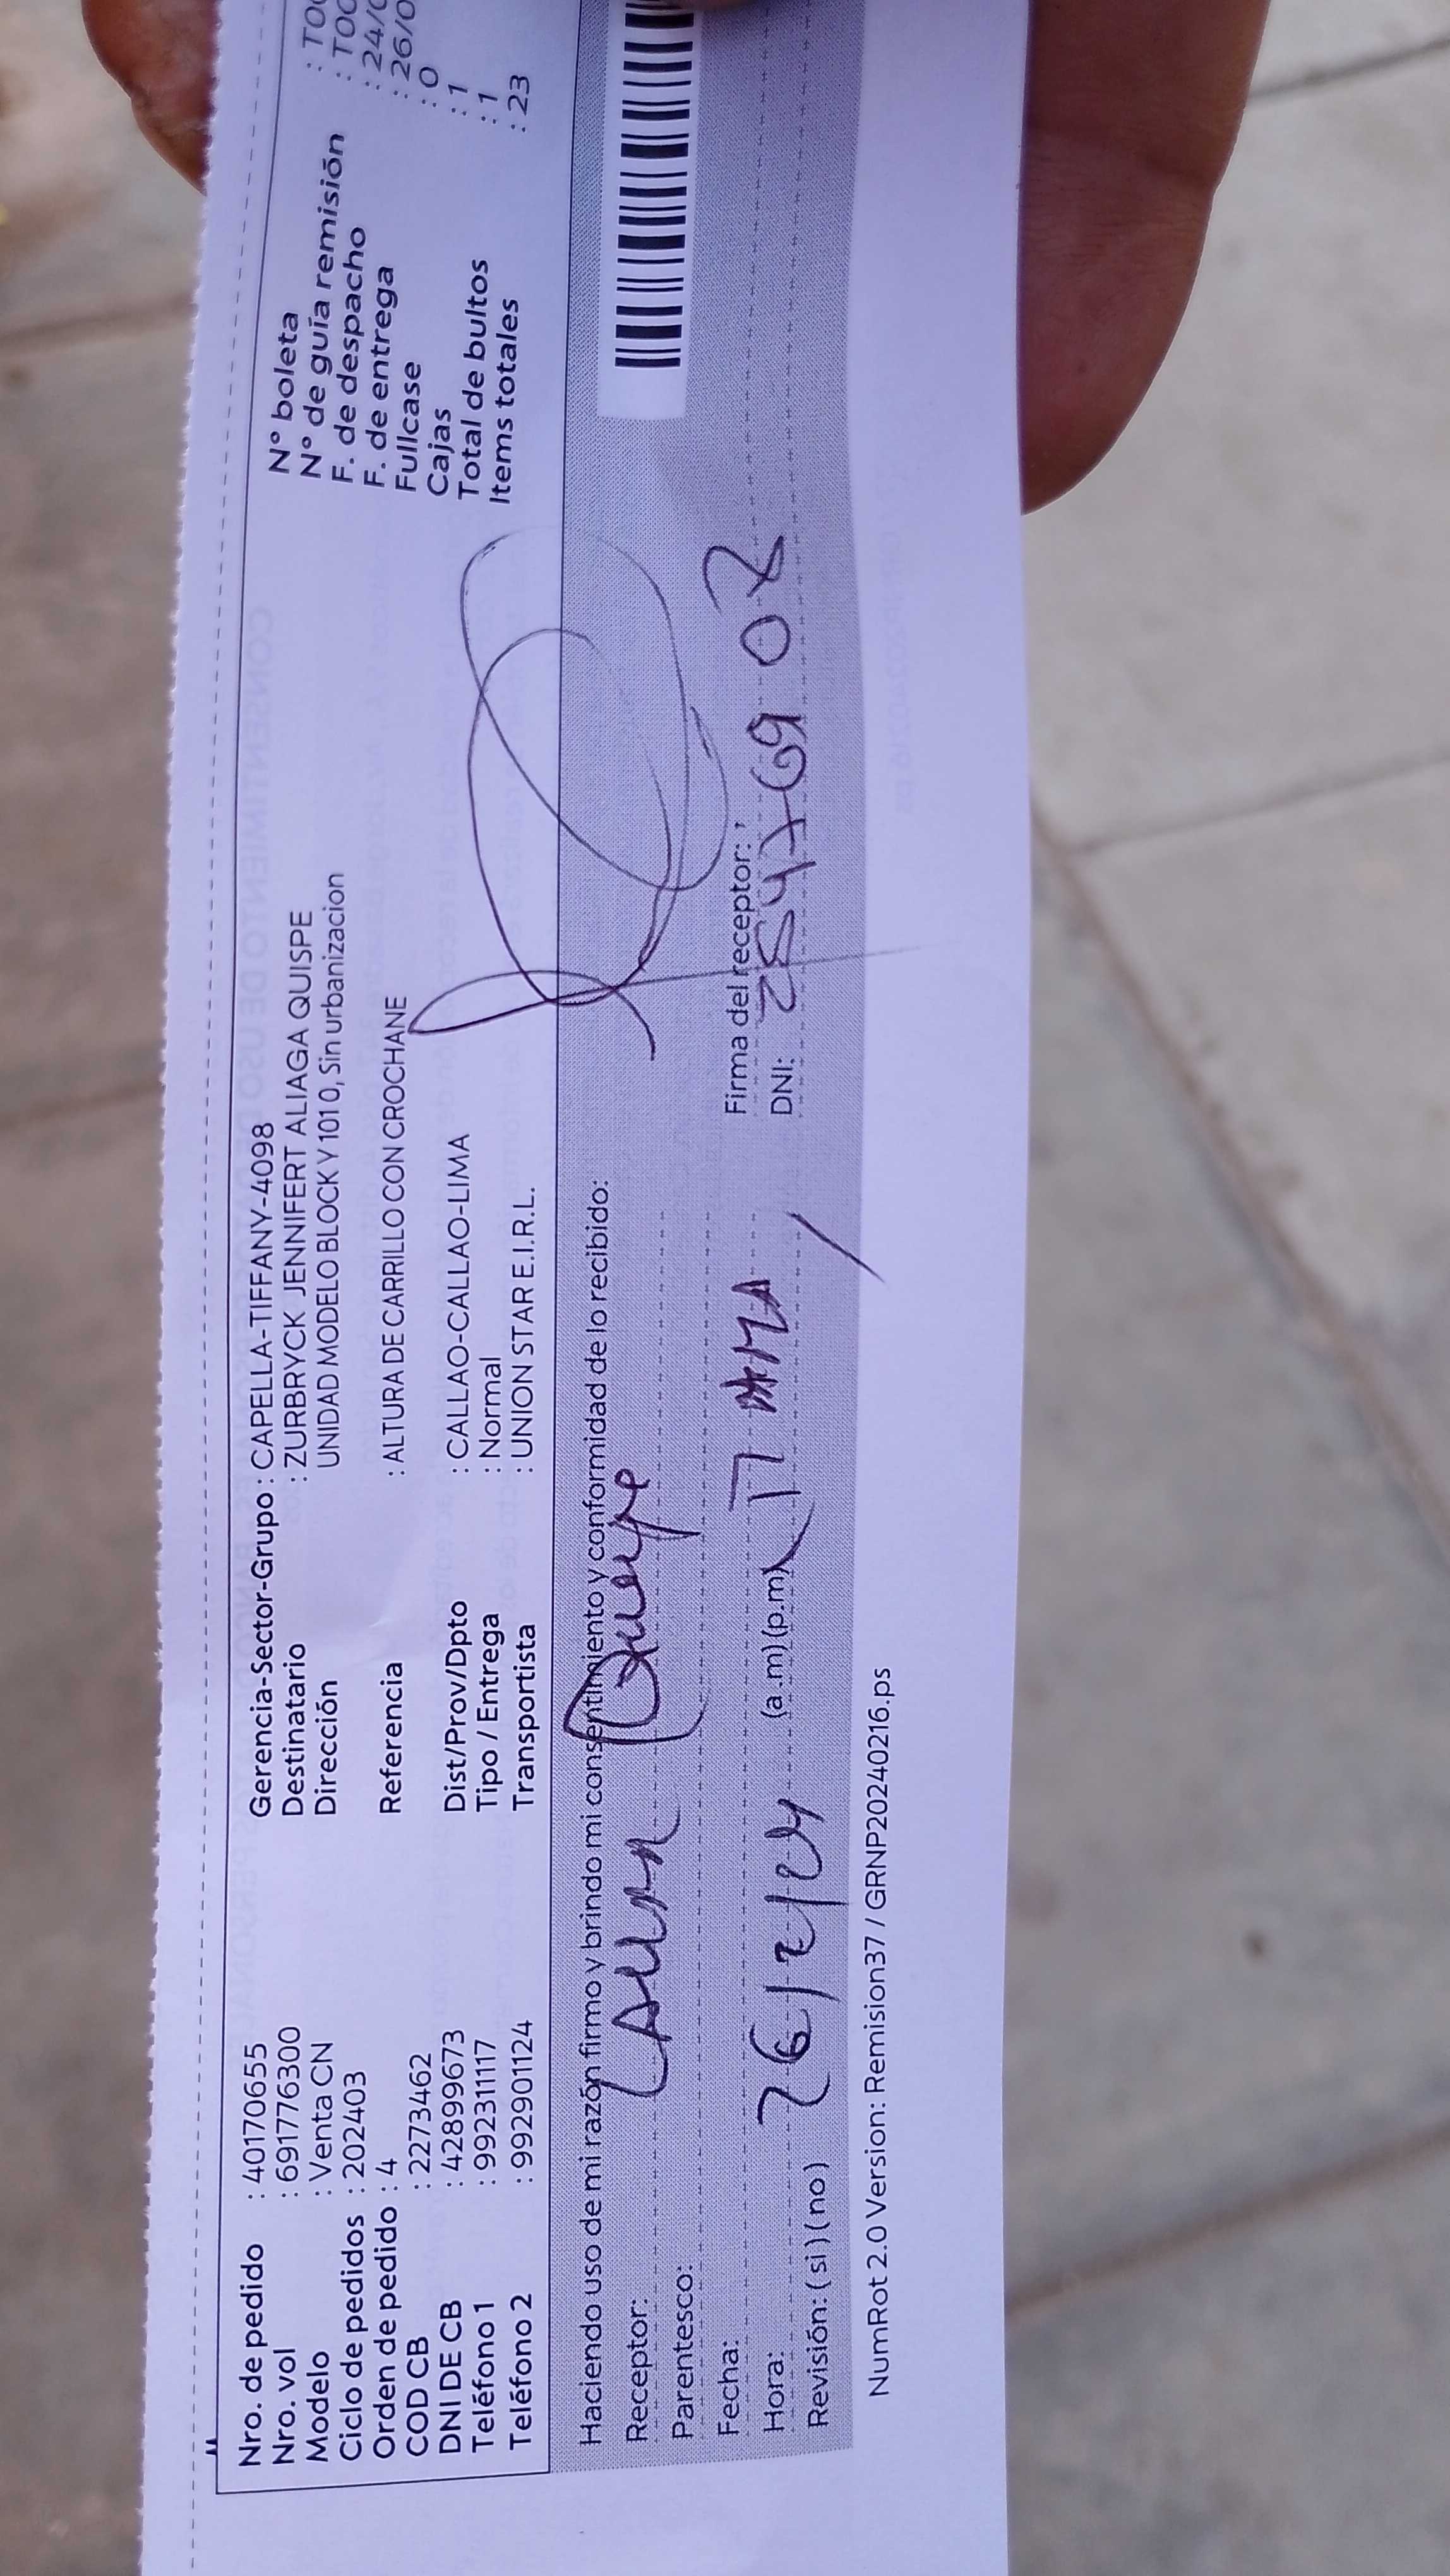 Nro. de pedido : 40170655
Nro. vol : 691776300
Modelo : Venta CN
Ciclo de pedidos : 202403
Orden de pedido : 4
COD CB : 2273462
DNI DE CB : 42899673
Teléfono 1 : 992311117
Teléfono 2 : 992901124
Gerencia-Sector-Grupo : CAPELLA-TIFFANY-4098
Destinatario : ZURBRYCK JENNIFERT ALIAGA QUISPE
Dirección UNIDAD MODELO BLOCK Y 101 0, Sin urbanizacion
Referencia : ALTURA DE CARRILLO CON CROCHANE
Dist/Prov/Dpto : CALLAO-CALLAO-LIMA
Tipo / Entrega : Normal
Transportista : UNION STAR E.I.R.L.
N° boleta
N° de guía remisión
F. de despacho : 24/
F. de entrega : 26/0
Fullcase : 0
Cajas : 1
Total de bultos : 1
Items totales : 23
Haciendo uso de mi razón firmo y brindo mi consentimiento y conformidad de lo recibido:
Receptor: Quispe
Parentesco:
Fecha: Firma del receptor:
Hora: 26/2/24 (a.m)(p.m) 17 DNI:
Revisión: (si)(no)
NumRot 2.0 Version: Remision37 / GRNP20240216.ps